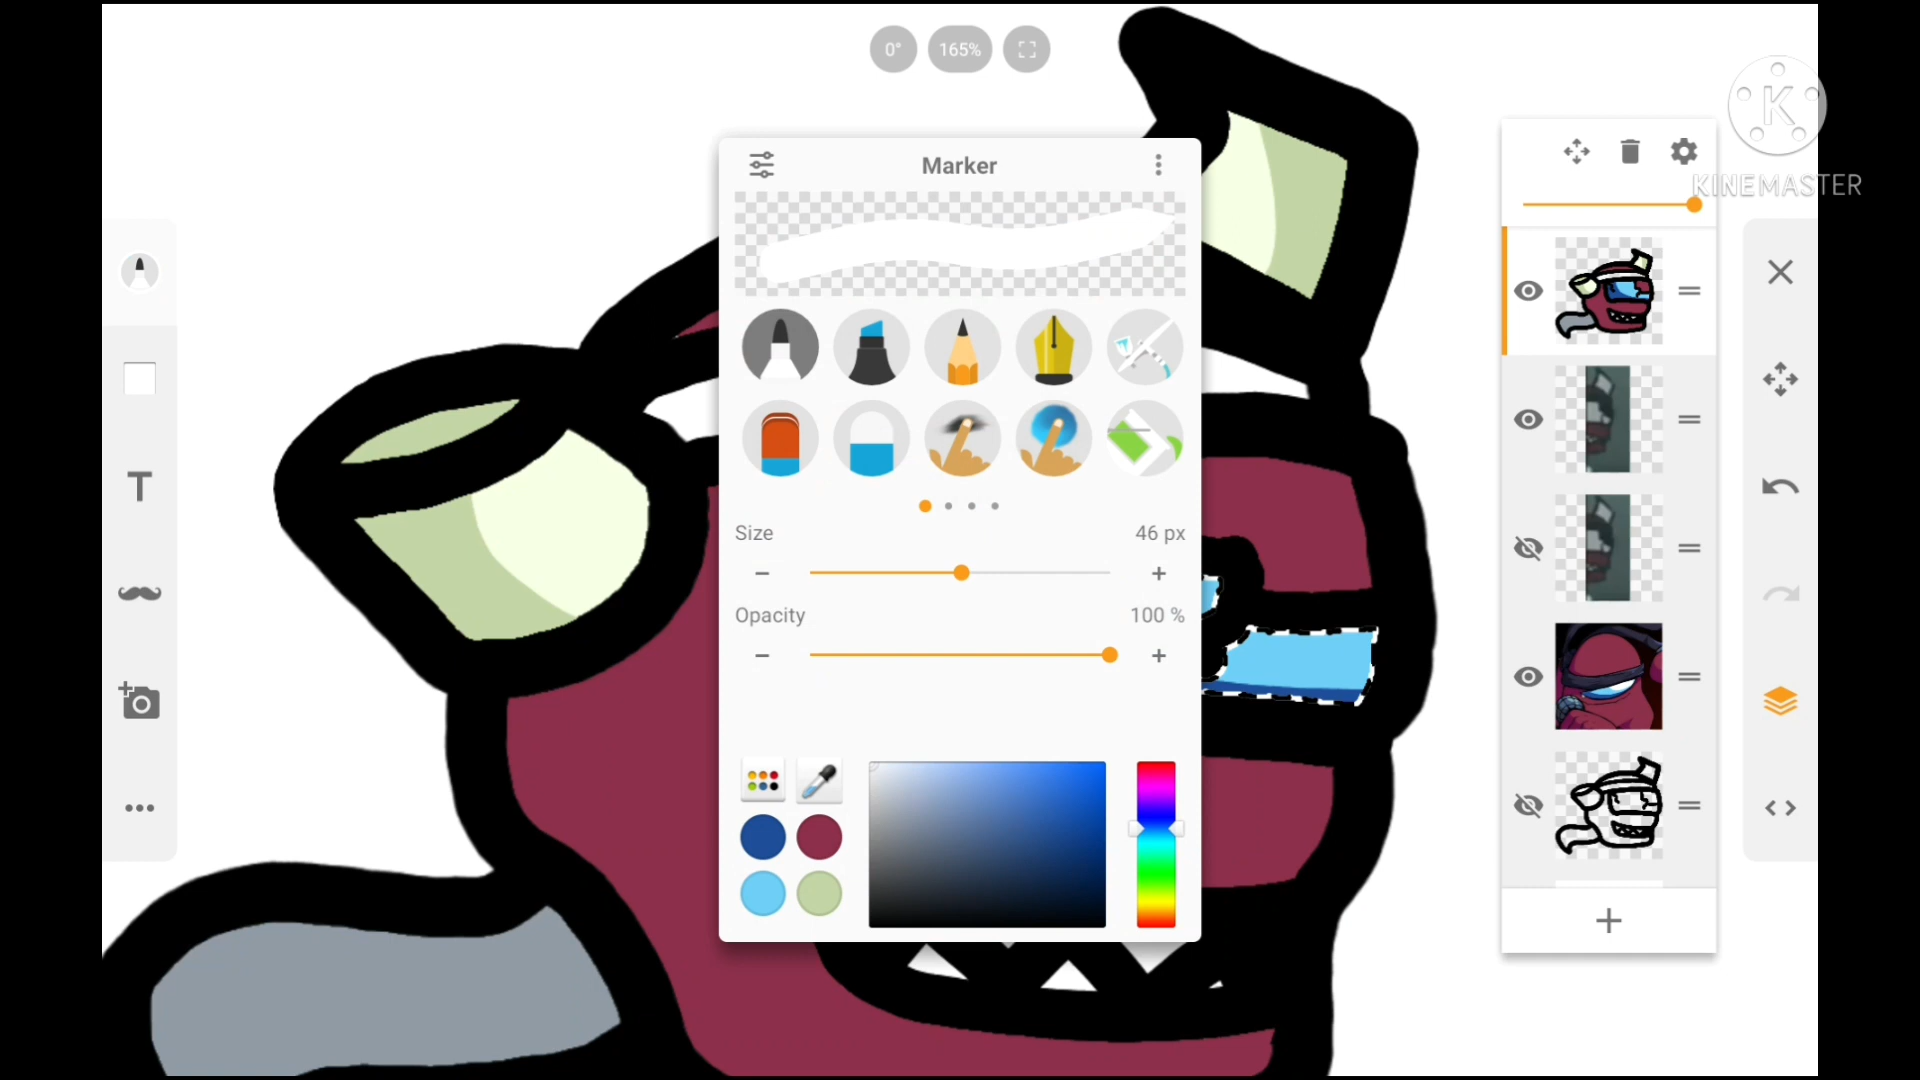 0°
165%
K
KINEMASTER
Marker
T
Size
46 px
Opacity
100 %